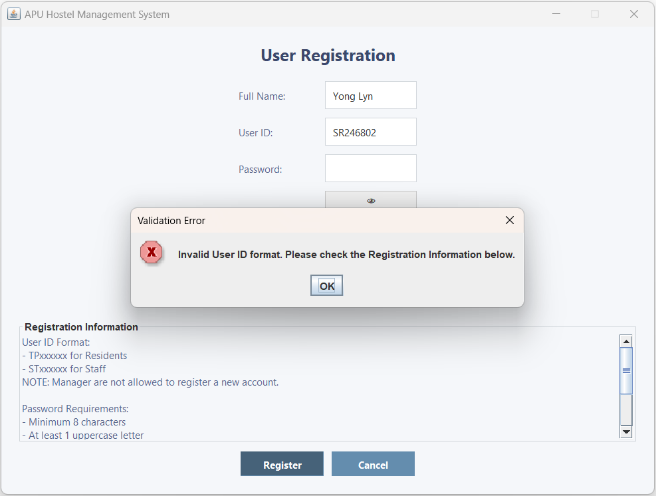 APU Hostel Management System
User Registration
Full Name: Yong Lyn
User ID: SR246802
Password:
Validation Error
Invalid User ID format. Please check the Registration Information below.
OK
Registration Information
User ID Format:
- TPxxxxxx for Residents
- STxxxxxx for Staff
NOTE: Manager are not allowed to register a new account.
Password Requirements:
- Minimum 8 characters
- At least 1 uppercase letter
Register Cancel